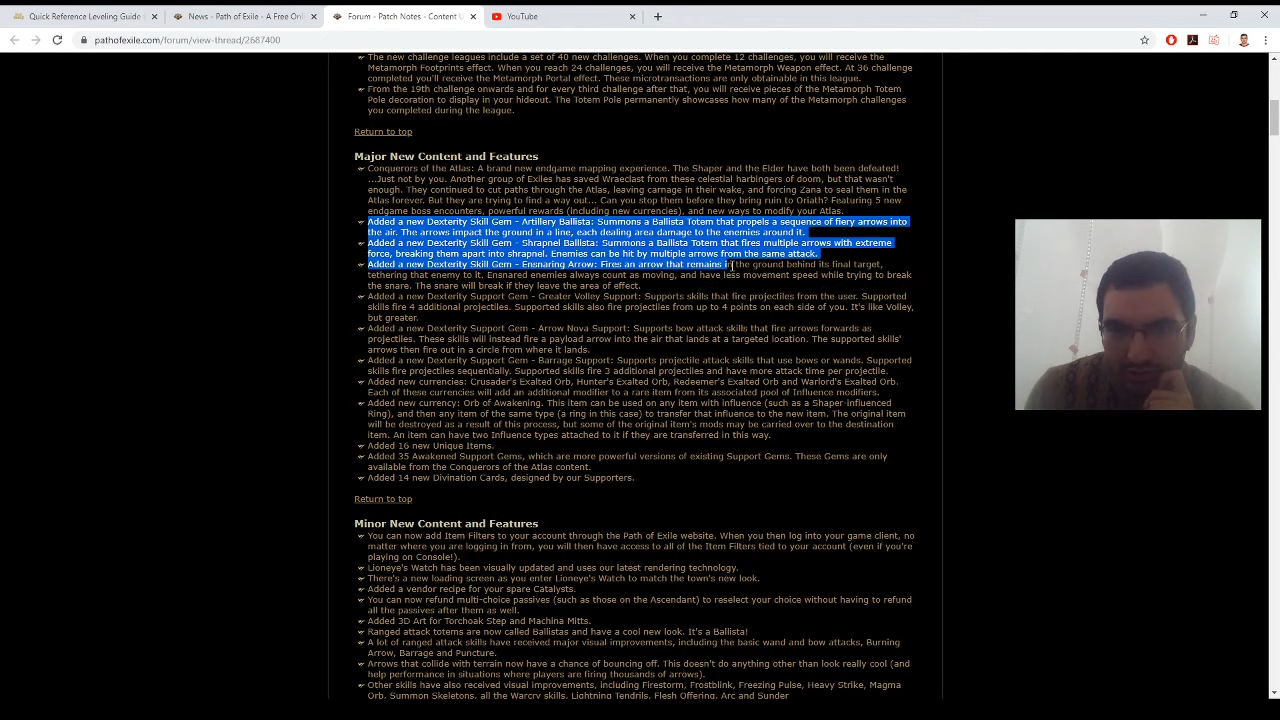 Quick Reference Leveling Guide
News - Path of Exile - A Free Onl
Forum - Patch Notes - Content U
YouTube
pathofexile.com/forum/view-thread/2687400
The new challenge leagues include a set of 40 new challenges. When you complete 12 challenges, you will receive the
Metamorph Footprints effect. When you reach 24 challenges, you will receive the Metamorph Weapon effect. At 36 challenges
completed you'll receive the Metamorph Portal effect. These microtransactions are only obtainable in this league.
From the 19th challenge onwards and for every third challenge after that, you will receive pieces of the Metamorph Totem
Pole decoration to display in your hideout. The Totem Pole permanently showcases how many of the Metamorph challenges
you completed during the league.
Return to top
Major New Content and Features
Conquerors of the Atlas: A brand new endgame mapping experience. The Shaper and the Elder have both been defeated!
...Just not by you. Another group of Exiles has saved Wraeclast from these celestial harbingers of doom, but that wasn't
enough. They continued to cut paths through the Atlas, leaving carnage in their wake, and forcing Zana to seal them in the
Atlas forever. But they are trying to find a way out... Can you stop them before they bring ruin to Oriath? Featuring 5 new
endgame boss encounters, powerful rewards (including new currencies), and new ways to modify your Atlas.
Added a new Dexterity Skill Gem - Artillery Ballista: Summons a Ballista Totem that propels a sequence of fiery arrows into
the air. The arrows impact the ground in a line, each dealing area damage to the enemies around it.
Added a new Dexterity Skill Gem - Shrapnel Ballista: Summons a Ballista Totem that fires multiple arrows with extreme
force, breaking them apart into shrapnel. Enemies can be hit by multiple arrows from the same attack.
Added a new Dexterity Skill Gem - Ensnaring Arrow: Fires an arrow that remains in the ground behind its final target,
tethering that enemy to it. Ensnared enemies always count as moving, and have less movement speed while trying to break
the snare. The snare will break if they leave the area of effect.
Added a new Dexterity Support Gem - Greater Volley Support: Supports skills that fire projectiles from the user. Supported
skills fire 4 additional projectiles. Supported skills also fire projectiles from up to 4 points on each side of you. It's like Volley,
but greater.
Added a new Dexterity Support Gem - Arrow Nova Support: Supports bow attack skills that fire arrows forwards as
projectiles. These skills will instead fire a payload arrow into the air that lands at a targeted location. The supported skills'
arrows then fire out in a circle from where it lands.
Added a new Dexterity Support Gem - Barrage Support: Supports projectile attack skills that use bows or wands. Supported
skills fire projectiles sequentially. Supported skills fire 3 additional projectiles and have more attack time per projectile.
Added new currencies: Crusader's Exalted Orb, Hunter's Exalted Orb, Redeemer's Exalted Orb and Warlord's Exalted Orb.
Each of these currencies will add an additional modifier to a rare item from its associated pool of Influence modifiers.
Added new currency: Orb of Awakening. This item can be used on any item with influence (such as a Shaper-influenced
Ring), and then any item of the same type (a ring in this case) to transfer that influence to the new item. The original item
will be destroyed as a result of this process, but some of the original item's mods may be carried over to the destination
item. An item can have two Influence types attached to it if they are transferred in this way.
Added 16 new Unique Items.
Added 35 Awakened Support Gems, which are more powerful versions of existing Support Gems. These Gems are only
available from the Conquerors of the Atlas content.
Added 14 new Divination Cards, designed by our Supporters.
Return to top
Minor New Content and Features
You can now add Item Filters to your account through the Path of Exile website. When you then log into your game client, no
matter where you are logging in from, you will then have access to all of the Item Filters tied to your account (even if you're
playing on Console!).
Lioneye's Watch has been visually updated and uses our latest rendering technology.
There's a new loading screen as you enter Lioneye's Watch to match the town's new look.
Added a vendor recipe for your spare Catalysts.
You can now refund multi-choice passives (such as those on the Ascendant) to reselect your choice without having to refund
all the passives after them as well.
Added 3D Art for Torchoak Step and Machina Mitts.
Ranged attack totems are now called Ballistas and have a cool new look. It's a Ballista!
A lot of ranged attack skills have received major visual improvements, including the basic wand and bow attacks, Burning
Arrow, Barrage and Puncture.
Arrows that collide with terrain now have a chance of bouncing off. This doesn't do anything other than look really cool (and
help performance in situations where players are firing thousands of arrows).
Other skills have also received visual improvements, including Firestorm, Frostblink, Freezing Pulse, Heavy Strike, Magma
Orb, Summon Skeletons, all the Warcry skills, Lightning Tendrils, Flesh Offering, Arc and Sunder